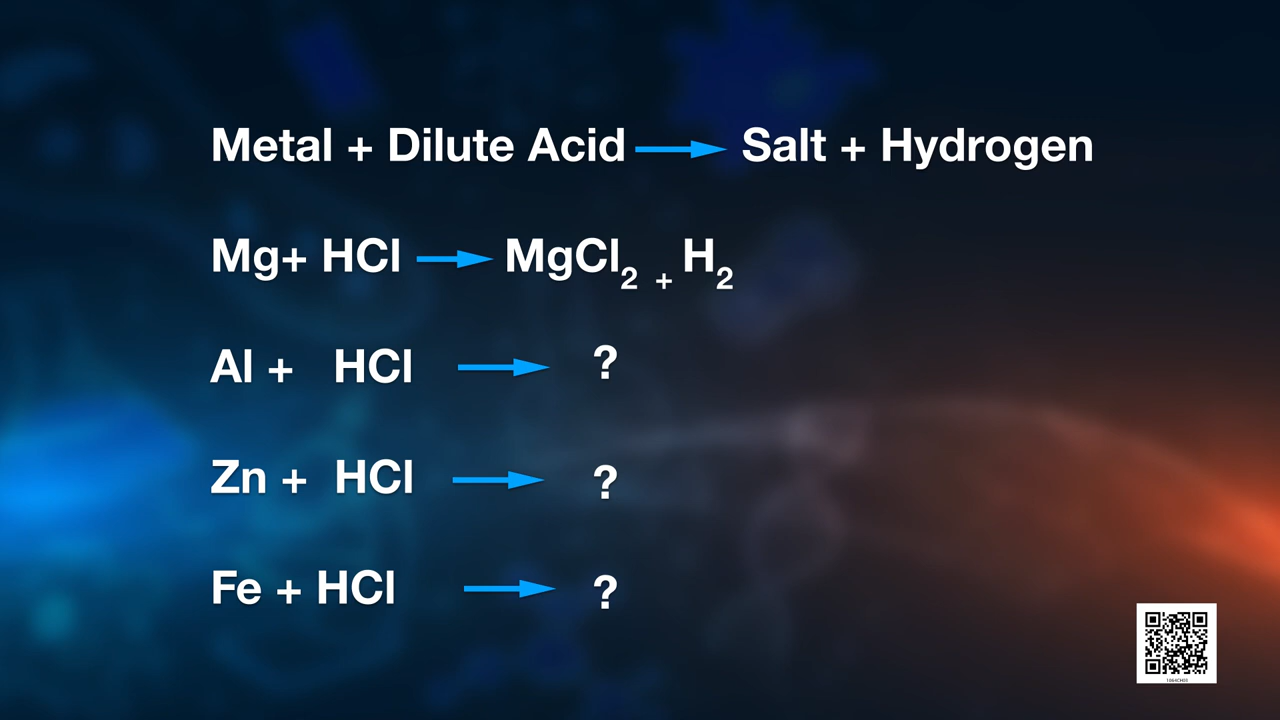 Metal + Dilute Acid → Salt + Hydrogen
Mg+ HCl → MgCl₂ + H₂
Al + HCl → ?
Zn + HCl → ?
Fe + HCl → ?